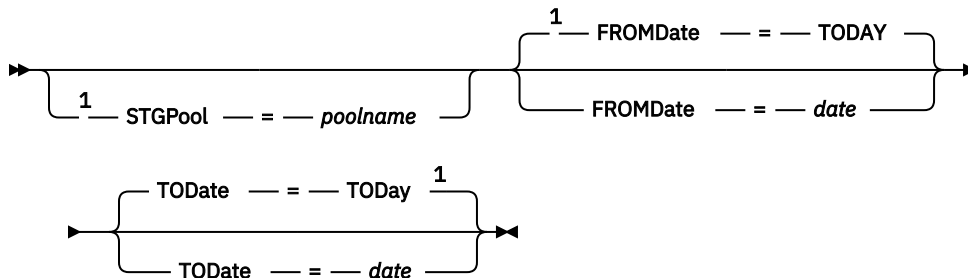 1 FROMDate = TODAY
1 STGPool = poolname FROMDate = date
TODate = TODay 1
TODate = date